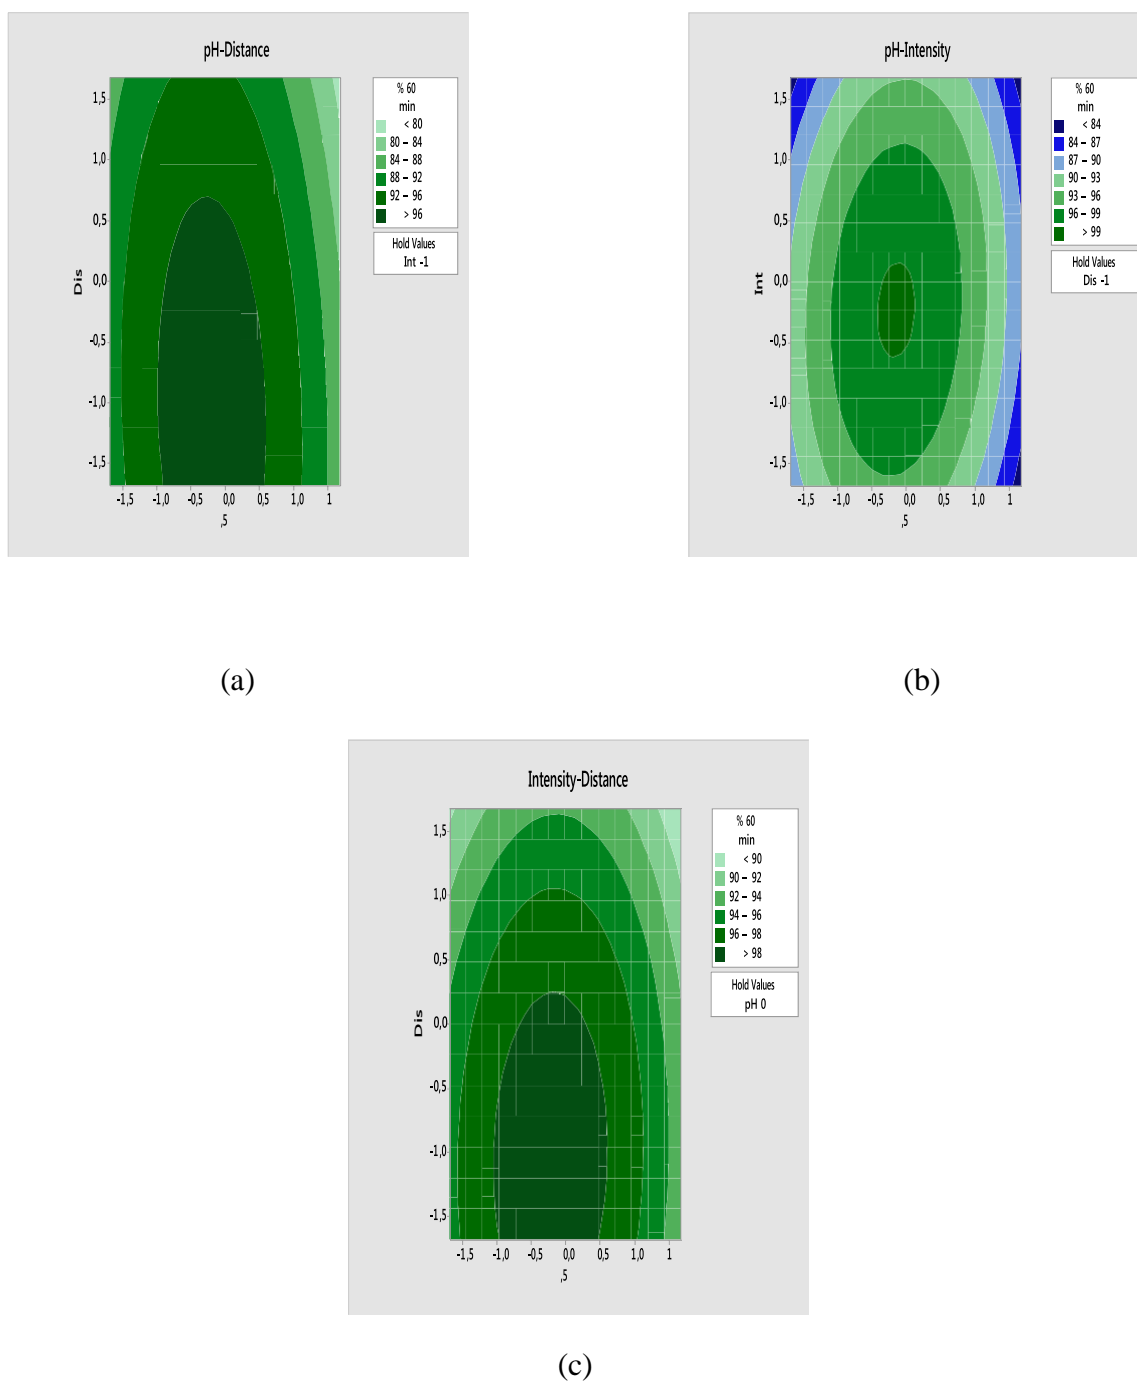 pH-Distance
% 60
min
< 80
80 – 84
84 – 88
88 – 92
92 – 96
> 96
Hold Values
Int -1
1,5
1,0
0,5
0,0
-0,5
-1,0
-1,5
Dis
-1,5 -1,0 -0,5 0,0 0,5 1,0 1
,5
(a)
pH-Intensity
% 60
min
< 84
84 – 87
87 – 90
90 – 93
93 – 96
96 – 99
> 99
Hold Values
Dis -1
1,5
1,0
0,5
0,0
-0,5
-1,0
-1,5
Int
-1,5 -1,0 -0,5 0,0 0,5 1,0 1
,5
(b)
Intensity-Distance
% 60
min
< 90
90 – 92
92 – 94
94 – 96
96 – 98
> 98
Hold Values
pH 0
1,5
1,0
0,5
0,0
-0,5
-1,0
-1,5
Dis
-1,5 -1,0 -0,5 0,0 0,5 1,0 1
,5
(c)